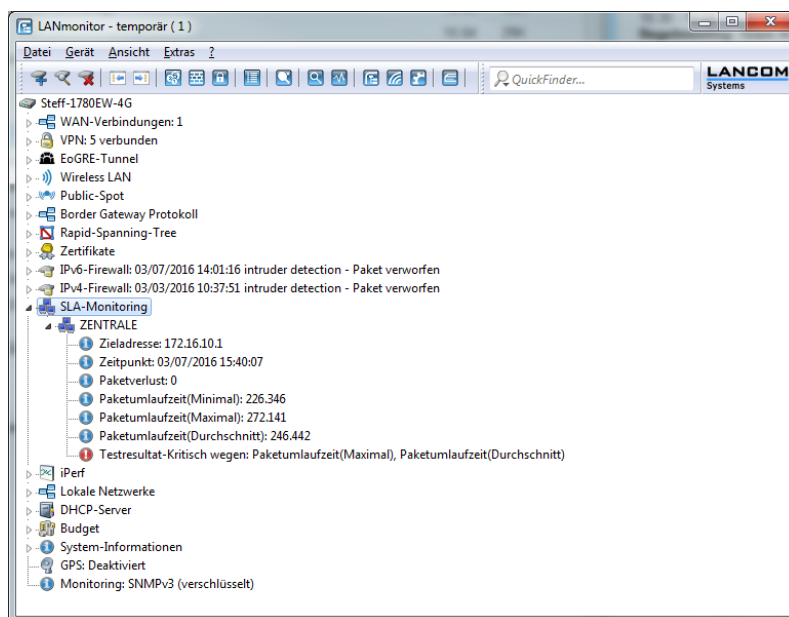 LANmonitor - temporär ( 1 )
Datei Gerät Ansicht Extras ?
QuickFinder...
LANCOM
Systems
Steff-1780EW-4G
WAN-Verbindungen: 1
VPN: 5 verbunden
EoGRE-Tunnel
Wireless LAN
Public-Spot
Border Gateway Protokoll
Rapid-Spanning-Tree
Zertifikate
IPv6-Firewall: 03/07/2016 14:01:16 intruder detection - Paket verworfen
IPv4-Firewall: 03/03/2016 10:37:51 intruder detection - Paket verworfen
SLA-Monitoring
ZENTRALE
Zieladresse: 172.16.10.1
Zeitpunkt: 03/07/2016 15:40:07
Paketverlust: 0
Paketumlaufzeit(Minimal): 226.346
Paketumlaufzeit(Maximal): 272.141
Paketumlaufzeit(Durchschnitt): 246.442
Testresultat-Kritisch wegen: Paketumlaufzeit(Maximal), Paketumlaufzeit(Durchschnitt)
iPerf
Lokale Netzwerke
DHCP-Server
Budget
System-Informationen
GPS: Deaktiviert
Monitoring: SNMPv3 (verschlüsselt)